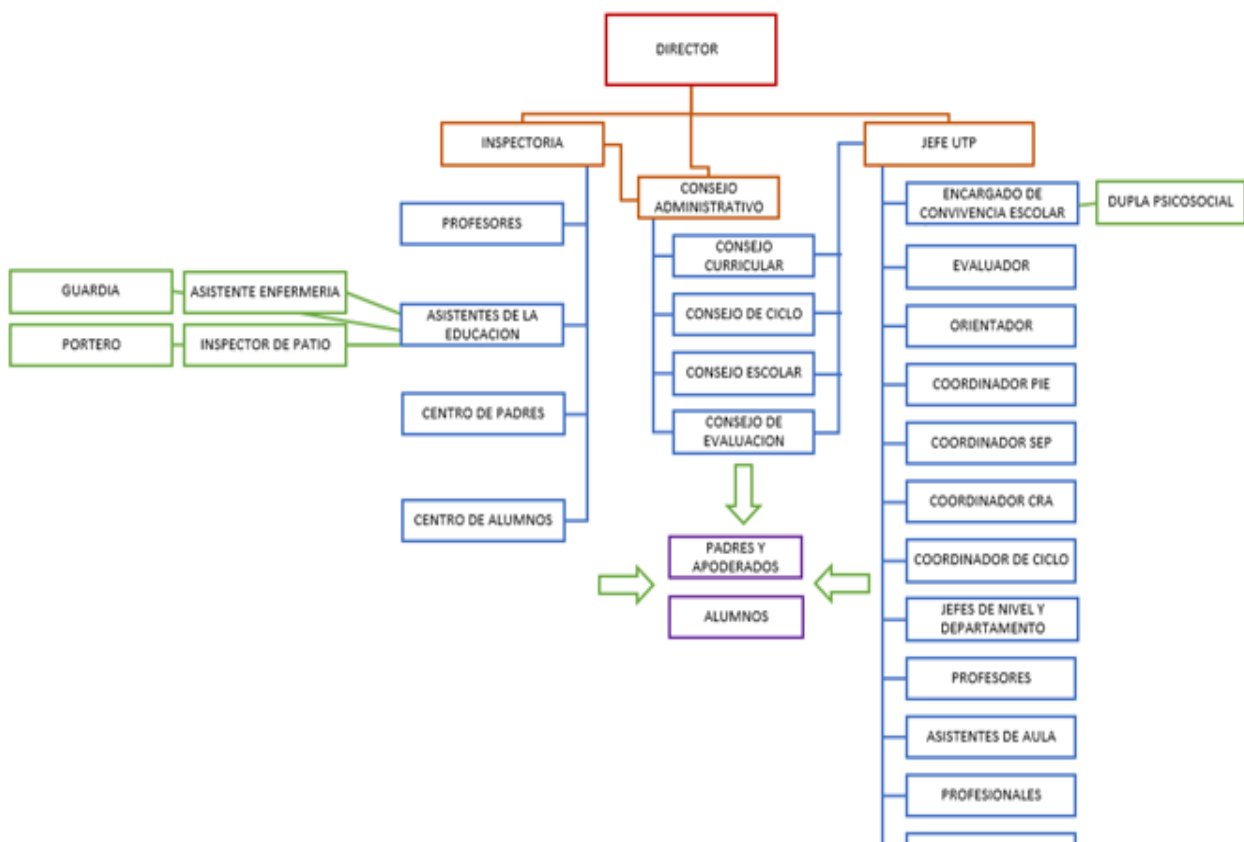 DIRECTOR
INSPECTORIA
JEFE UTP
CONSEJO
ADMINISTRATIVO
PROFESORES
ASISTENTES DE LA
EDUCACION
CENTRO DE PADRES
CENTRO DE ALUMNOS
GUARDIA
ASISTENTE ENFERMERIA
PORTERO
INSPECTOR DE PATIO
CONSEJO
CURRICULAR
CONSEJO DE CICLO
CONSEJO ESCOLAR
CONSEJO DE
EVALUACION
PADRES Y
APODERADOS
ALUMNOS
ENCARGADO DE
CONVIVENCIA ESCOLAR
DUPLA PSICOSOCIAL
EVALUADOR
ORIENTADOR
COORDINADOR PIE
COORDINADOR SEP
COORDINADOR CRA
COORDINADOR DE CICLO
JEFES DE NIVEL Y
DEPARTAMENTO
PROFESORES
ASISTENTES DE AULA
PROFESIONALES